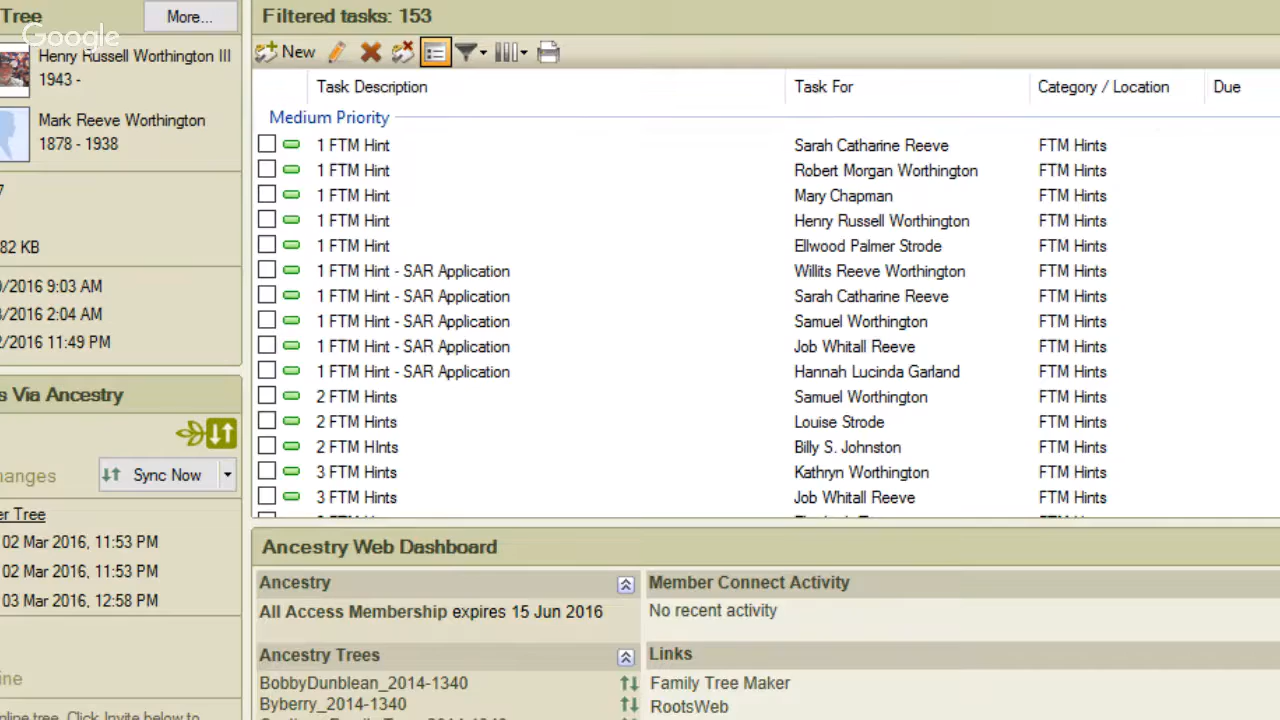 Tree
More...
Google
Henry Russell Worthington III
1943 -
Mark Reeve Worthington
1878 - 1938
7
82 KB
/2016 9:03 AM
/2016 2:04 AM
2/2016 11:49 PM
s Via Ancestry
hanges
Sync Now
er Tree
02 Mar 2016, 11:53 PM
02 Mar 2016, 11:53 PM
03 Mar 2016, 12:58 PM
ine
nline tree. Click Invite below to
Filtered tasks: 153
New
Task Description Task For Category / Location Due
Medium Priority
1 FTM Hint Sarah Catharine Reeve FTM Hints
1 FTM Hint Robert Morgan Worthington FTM Hints
1 FTM Hint Mary Chapman FTM Hints
1 FTM Hint Henry Russell Worthington FTM Hints
1 FTM Hint Ellwood Palmer Strode FTM Hints
1 FTM Hint - SAR Application Willits Reeve Worthington FTM Hints
1 FTM Hint - SAR Application Sarah Catharine Reeve FTM Hints
1 FTM Hint - SAR Application Samuel Worthington FTM Hints
1 FTM Hint - SAR Application Job Whitall Reeve FTM Hints
1 FTM Hint - SAR Application Hannah Lucinda Garland FTM Hints
2 FTM Hints Samuel Worthington FTM Hints
2 FTM Hints Louise Strode FTM Hints
2 FTM HInts Billy S. Johnston FTM Hints
3 FTM Hints Kathryn Worthington FTM Hints
3 FTM Hints Job Whitall Reeve FTM Hints
Ancestry Web Dashboard
Ancestry
All Access Membership expires 15 Jun 2016
Ancestry Trees
BobbyDunblean_2014-1340
Byberry_2014-1340
Member Connect Activity
No recent activity
Links
Family Tree Maker
RootsWeb